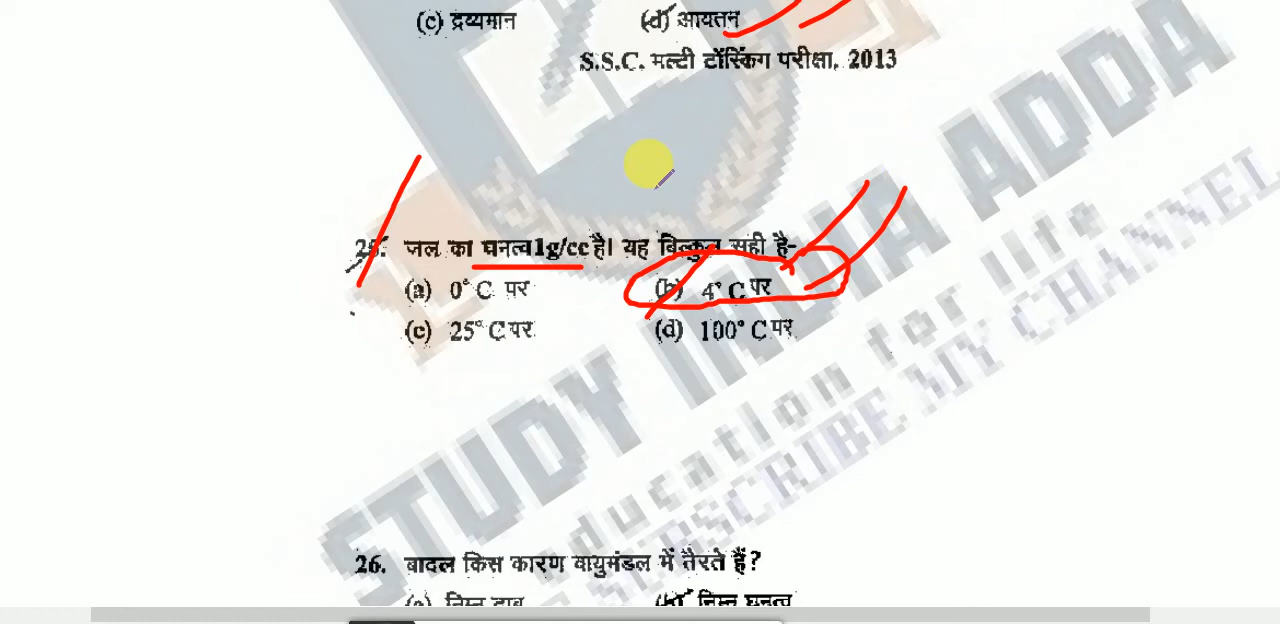 (c) द्रव्यमान (d) आयतन
S.S.C. मल्टी टॉस्किंग परीक्षा, 2013
25. जल का घनत्व 1g/cc है। यह बिल्कुल सही है-
(a) 0° C पर (b) 4° C पर
(c) 25° C पर (d) 100° C पर
26. बादल किस कारण वायुमंडल में तैरते हैं?
(a) निम्न दाब (b) निम्न घनत्व
STUDY INDIA ADDA
education for I
SUBSCRIBE MY CHANNEL